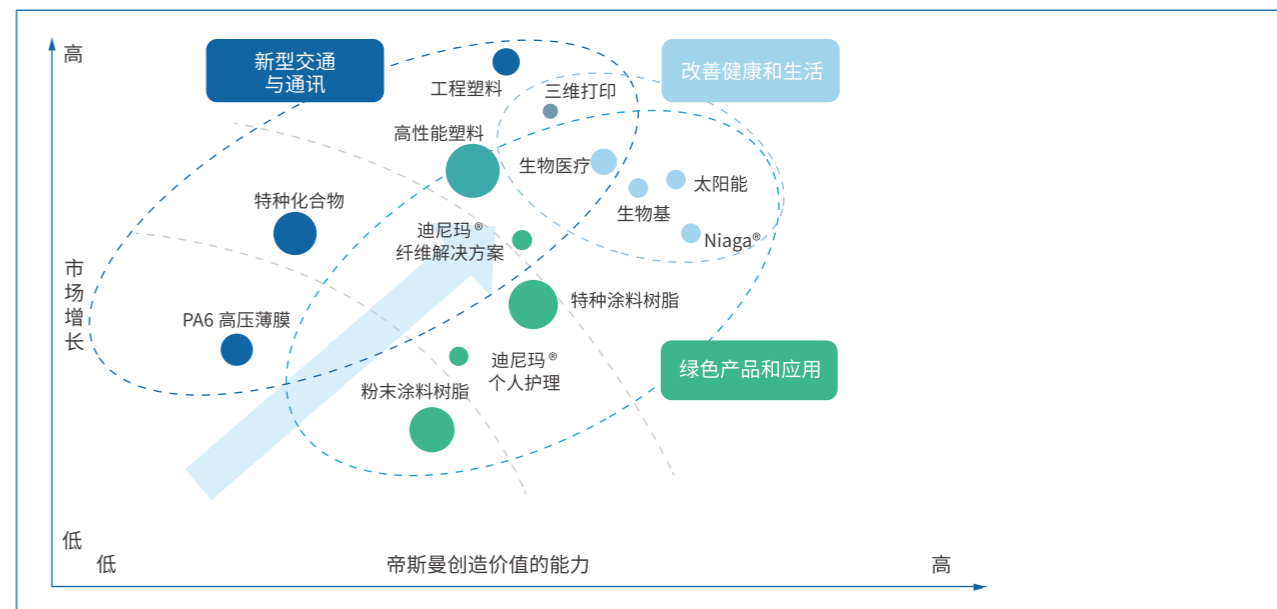 高
新型交通
与通讯
改善健康和生活
工程塑料
三维打印
高性能塑料
生物医疗
太阳能
特种化合物
生物基
迪尼玛®
纤维解决方案
Niaga®
市场增长
特种涂料树脂
PA6 高压薄膜
迪尼玛®
个人护理
绿色产品和应用
粉末涂料树脂
低
低
帝斯曼创造价值的能力
高